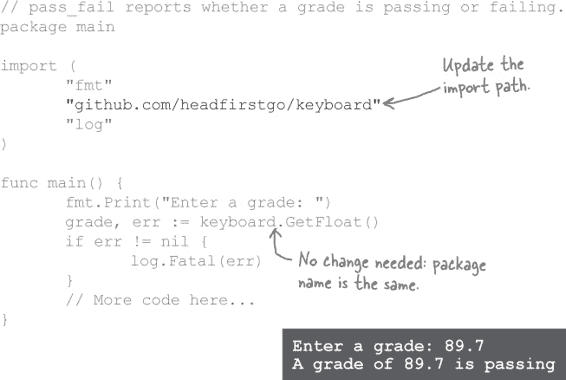 // pass_fail reports whether a grade is passing or failing.
package main

import (
        "fmt"
        "github.com/headfirstgo/keyboard"
        "log"
)
Update the
import path.

func main() {
        fmt.Print("Enter a grade: ")
        grade, err := keyboard.GetFloat()
        if err != nil {
                log.Fatal(err)
        }
        // More code here...
}
No change needed: package
name is the same.

Enter a grade: 89.7
A grade of 89.7 is passing